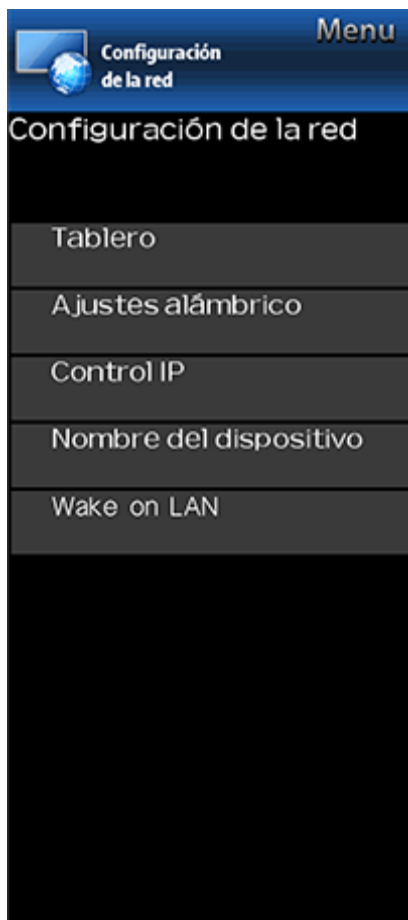 Menu
Configuración
de la red
Configuración de la red
Tablero
Ajustes alámbrico
Control IP
Nombre del dispositivo
Wake on LAN